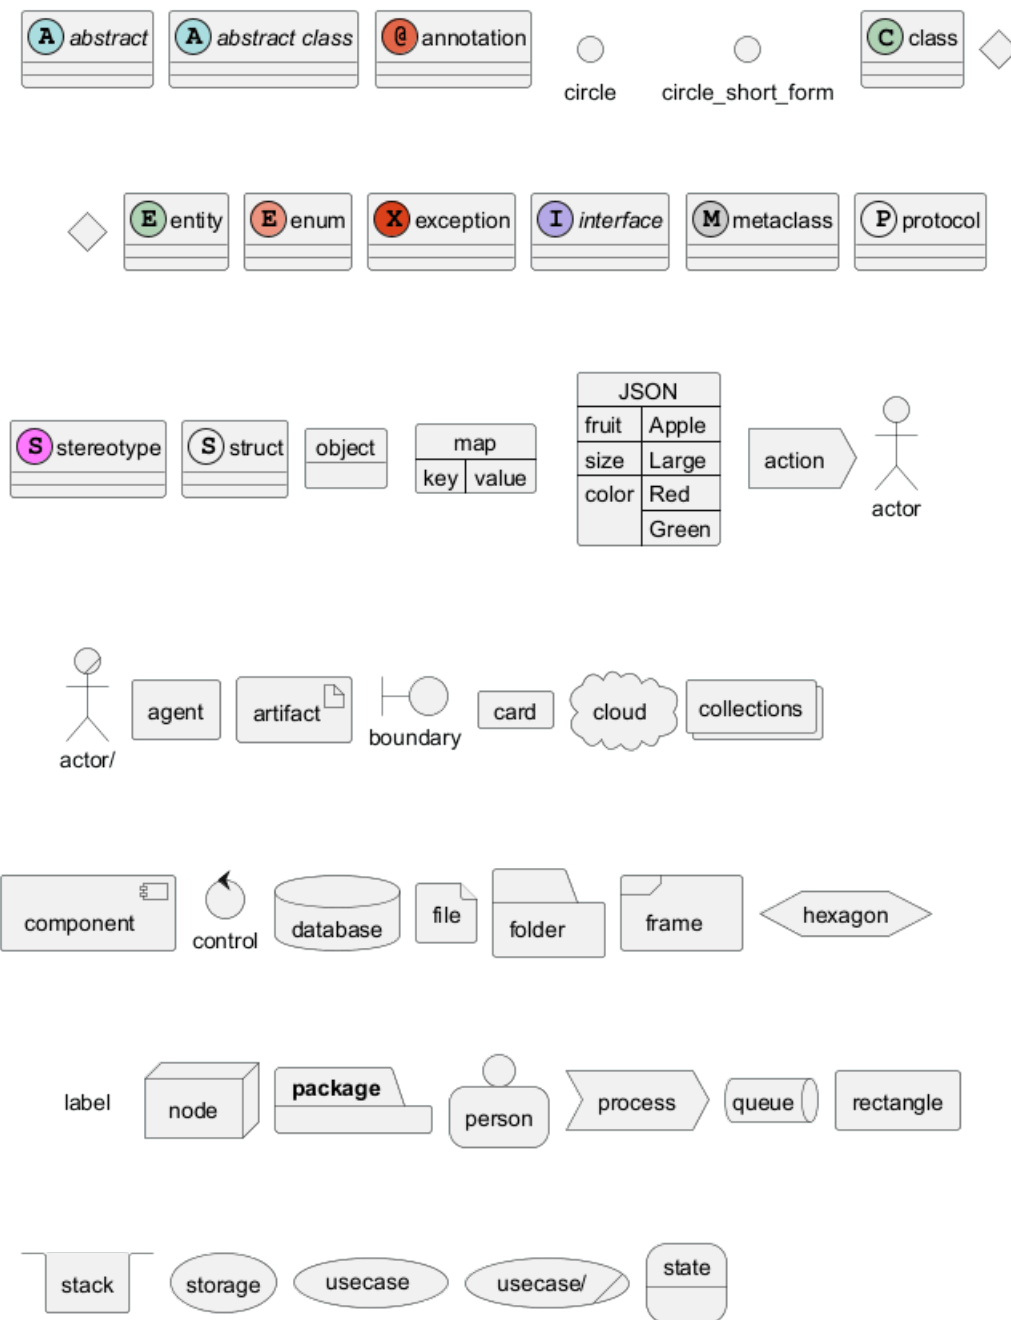 A abstract
A abstract class
@ annotation
circle
circle_short_form
C class
E entity
E enum
X exception
I interface
M metaclass
P protocol
S stereotype
S struct
object
map
key value
JSON
fruit Apple
size Large
color Red
Green
action
actor
actor/
agent
artifact
boundary
card
cloud
collections
component
control
database
file
folder
frame
hexagon
label
node
package
person
process
queue
rectangle
stack
storage
usecase
usecase/
state